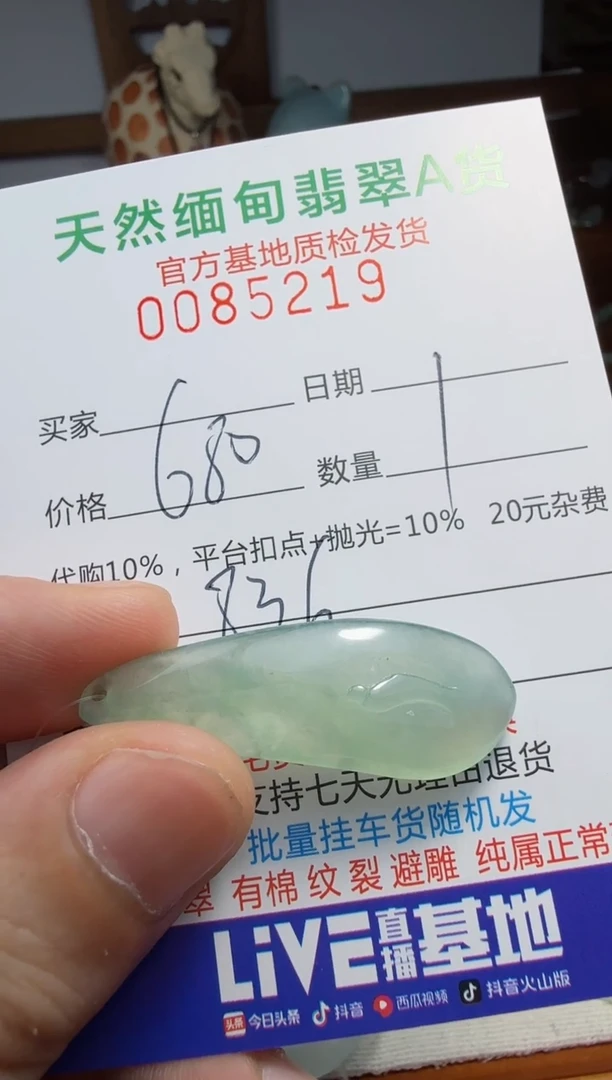 天然缅甸翡翠A货
官方基地质检发货
0085219
买家 日期
价格 680 数量 1
代购10%，平台扣点+抛光=10% 20元杂费
836
支持七天无理由退货
批量挂车货随机发
翠 有棉纹裂避雕 纯属正常
LiVE直播基地
头条 今日头条 抖音 西瓜视频 抖音火山版